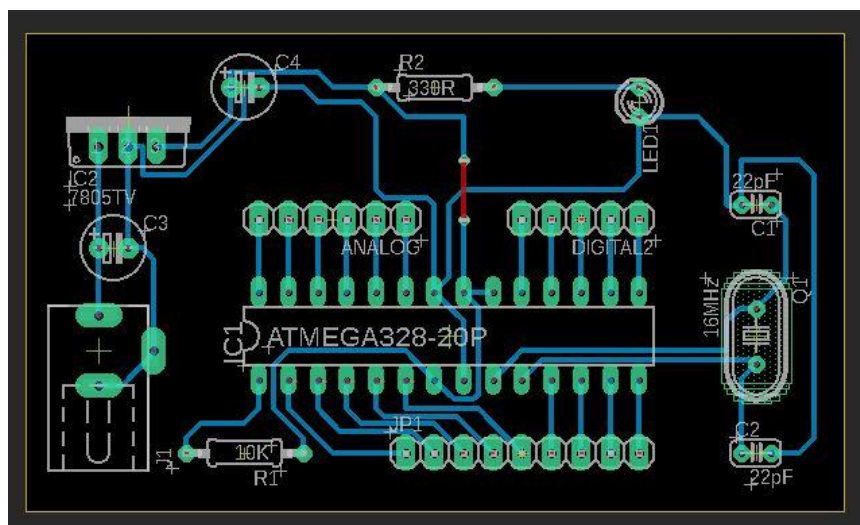 C4
R2
330R
LED1
IC2
7805TV
22pF
C1
C3
ANALOG
DIGITAL2
16MHz
Q1
IC1
ATMEGA328-20P
JP1
J1
10K
R1
C2
22pF